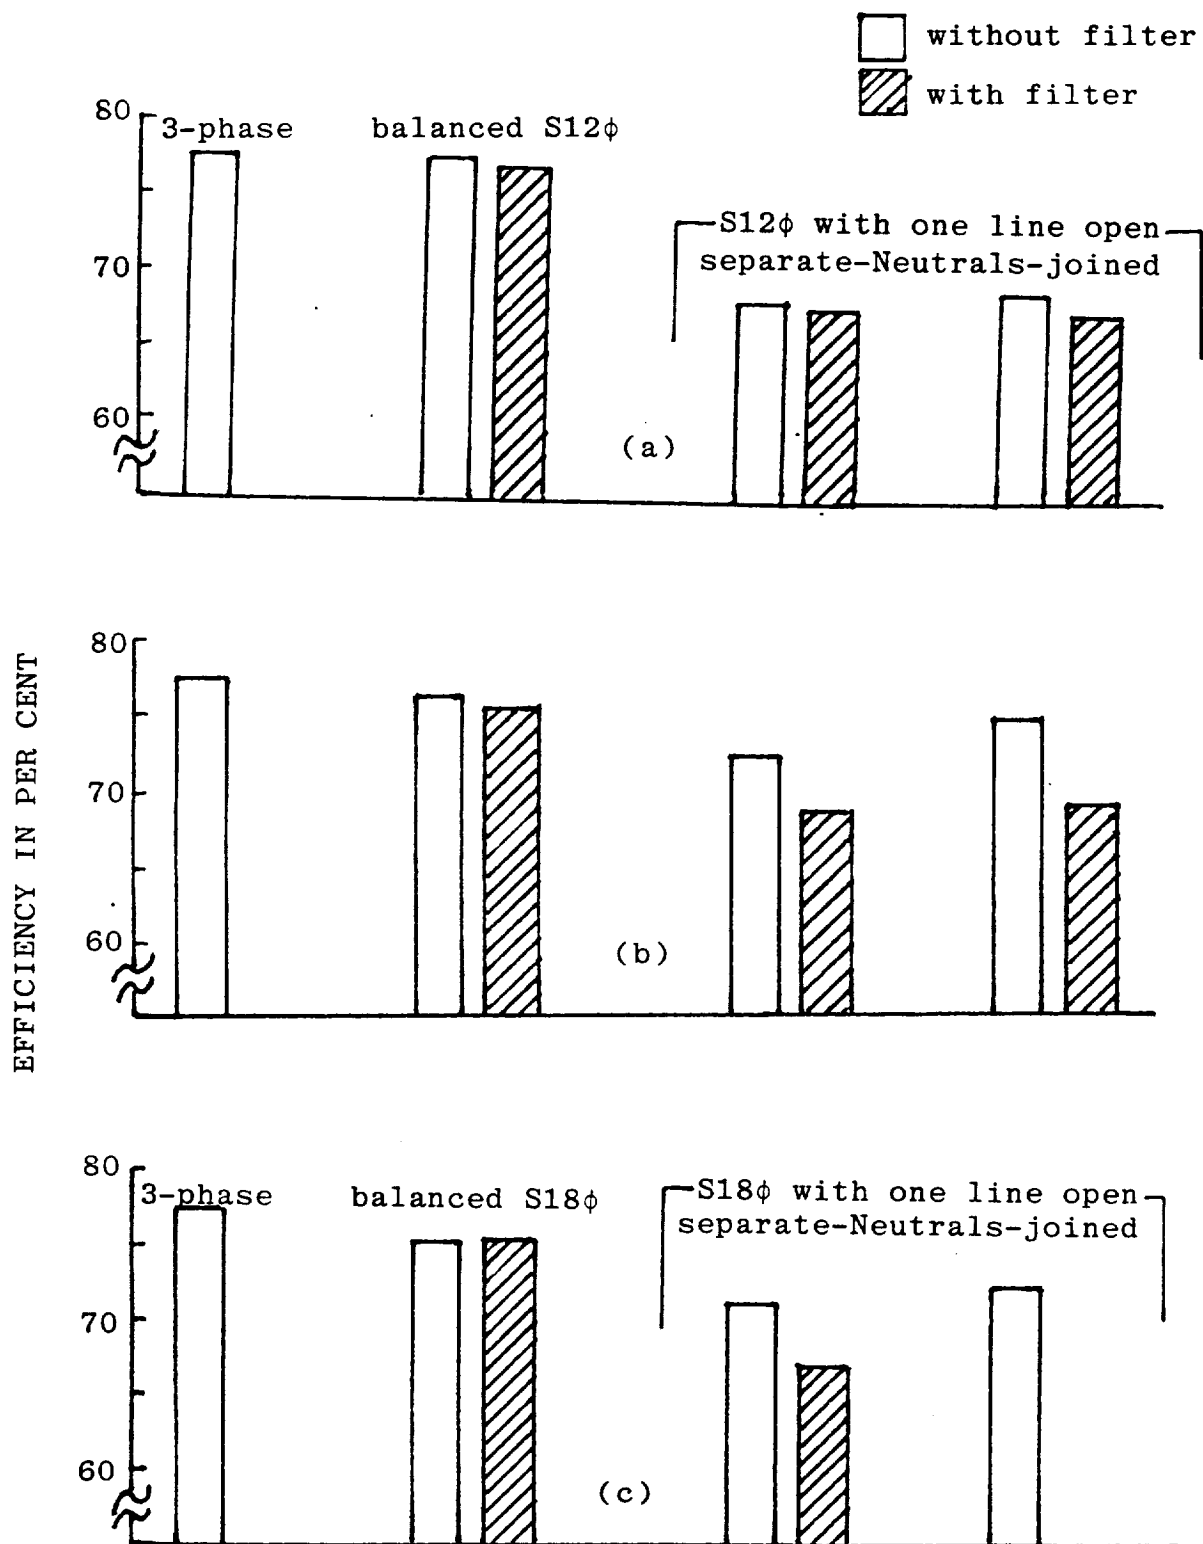 without filter
with filter
80
3-phase
balanced S12φ
70
S12φ with one line open
separate-Neutrals-joined
60
(a)
EFFICIENCY IN PER CENT
80
70
60
(b)
80
3-phase
balanced S18φ
S18φ with one line open
separate-Neutrals-joined
70
60
(c)